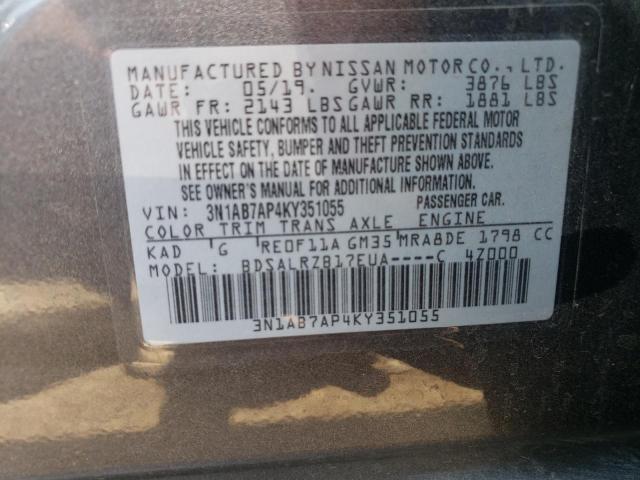 MANUFACTURED BY NISSAN MOTOR CO., LTD.
DATE: 05/19. GVWR: 3876 LBS
GAWR FR: 2143 LBS GAWR RR: 1881 LBS
THIS VEHICLE CONFORMS TO ALL APPLICABLE FEDERAL MOTOR
VEHICLE SAFETY, BUMPER AND THEFT PREVENTION STANDARDS
IN EFFECT ON THE DATE OF MANUFACTURE SHOWN ABOVE.
SEE OWNER'S MANUAL FOR ADDITIONAL INFORMATION.
VIN: 3N1AB7AP4KY351055 PASSENGER CAR.
COLOR TRIM TRANS AXLE ENGINE
KAD G RE0F11A GM35 MRA8DE 1798 CC
MODEL: BDSALRZB17EUA----C 4Z000
3N1AB7AP4KY351055